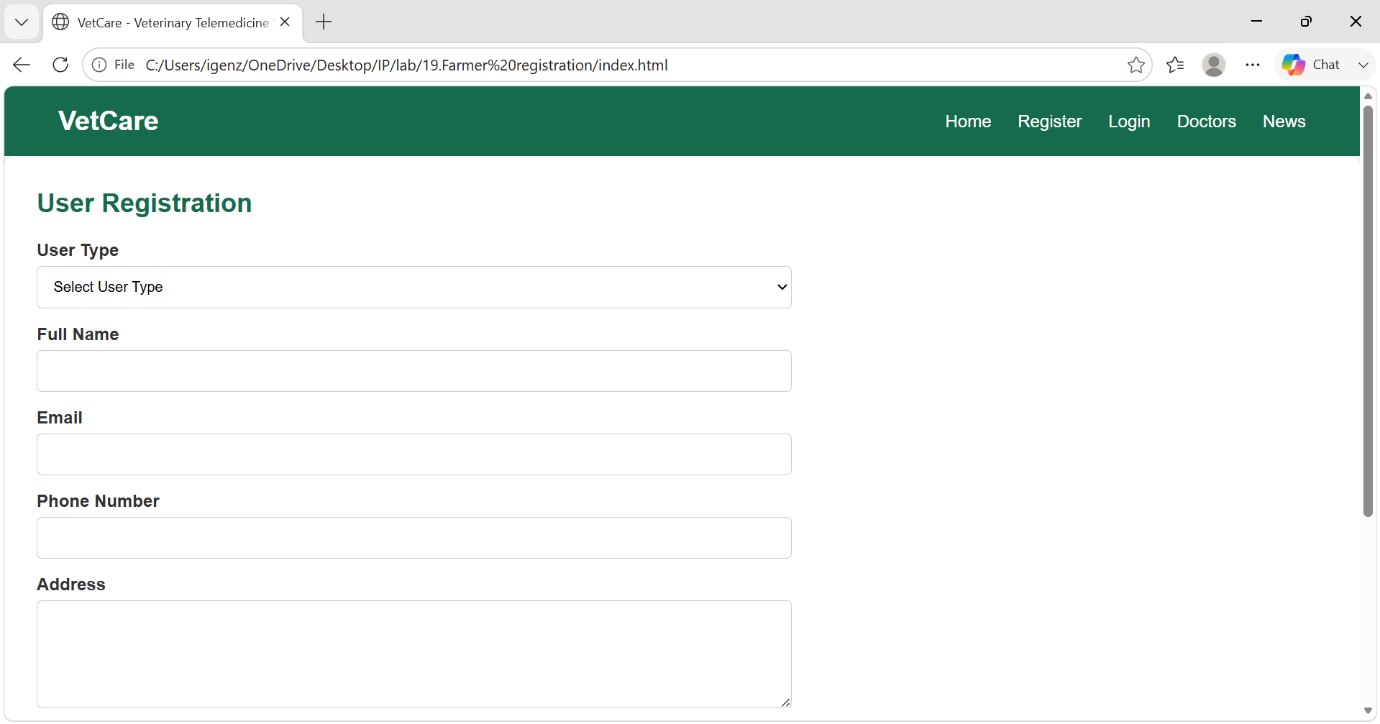 VetCare - Veterinary Telemedicine
File C:/Users/igenz/OneDrive/Desktop/IP/lab/19.Farmer%20registration/index.html
Chat
VetCare
Home Register Login Doctors News
User Registration
User Type
Select User Type
Full Name
Email
Phone Number
Address